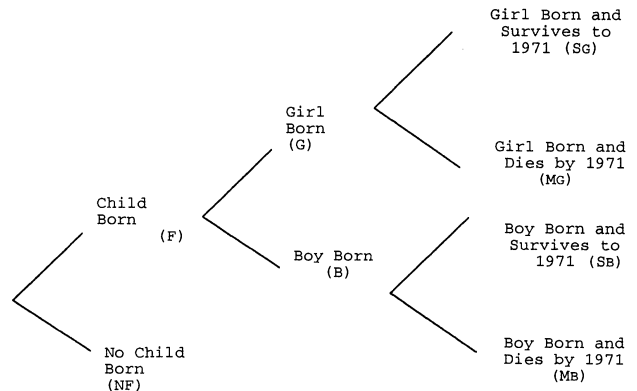 Girl Born and
Survives to
1971 (SG)
Girl
Born
(G)
Girl Born and
Dies by 1971
(MG)
Child
Born
(F)
Boy Born
(B)
Boy Born and
Survives to
1971 (SB)
No Child
Born
(NF)
Boy Born and
Dies by 1971
(MB)